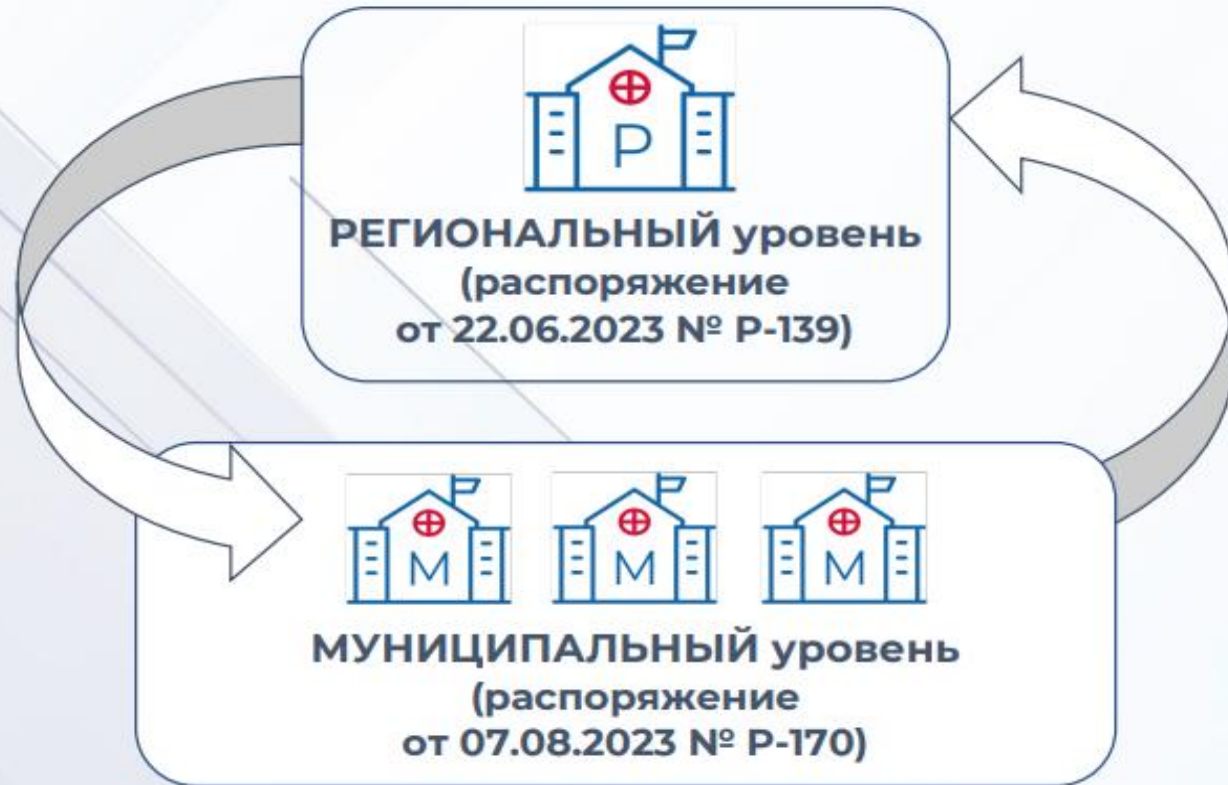 Р
РЕГИОНАЛЬНЫЙ уровень
(распоряжение
от 22.06.2023 № Р-139)
М М М
МУНИЦИПАЛЬНЫЙ уровень
(распоряжение
от 07.08.2023 № Р-170)